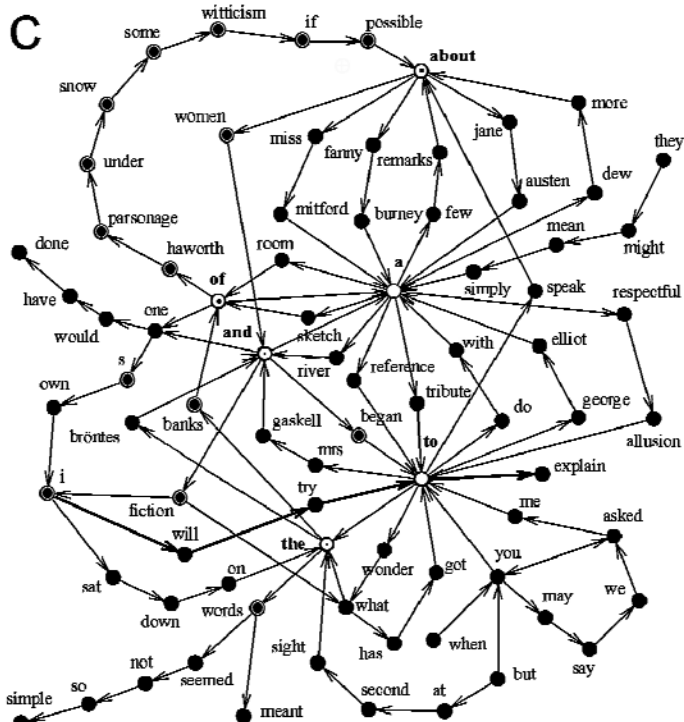 C
witticism
if
possible
some
about
snow
women
miss
fanny
remarks
jane
more
they
under
austen
dew
mitford
burney
few
mean
might
parsonage
done
haworth
room
a
simply
speak
respectful
of
have
one
would
and
sketch
with
elliot
s
river
reference
tribute
own
banks
began
do
george
bröntes
gaskell
to
allusion
mrs
explain
i
fiction
try
me
asked
will
the
wonder
got
you
sat
on
what
may
we
down
words
has
when
say
sight
but
not
seemed
second
at
simple
so
meant